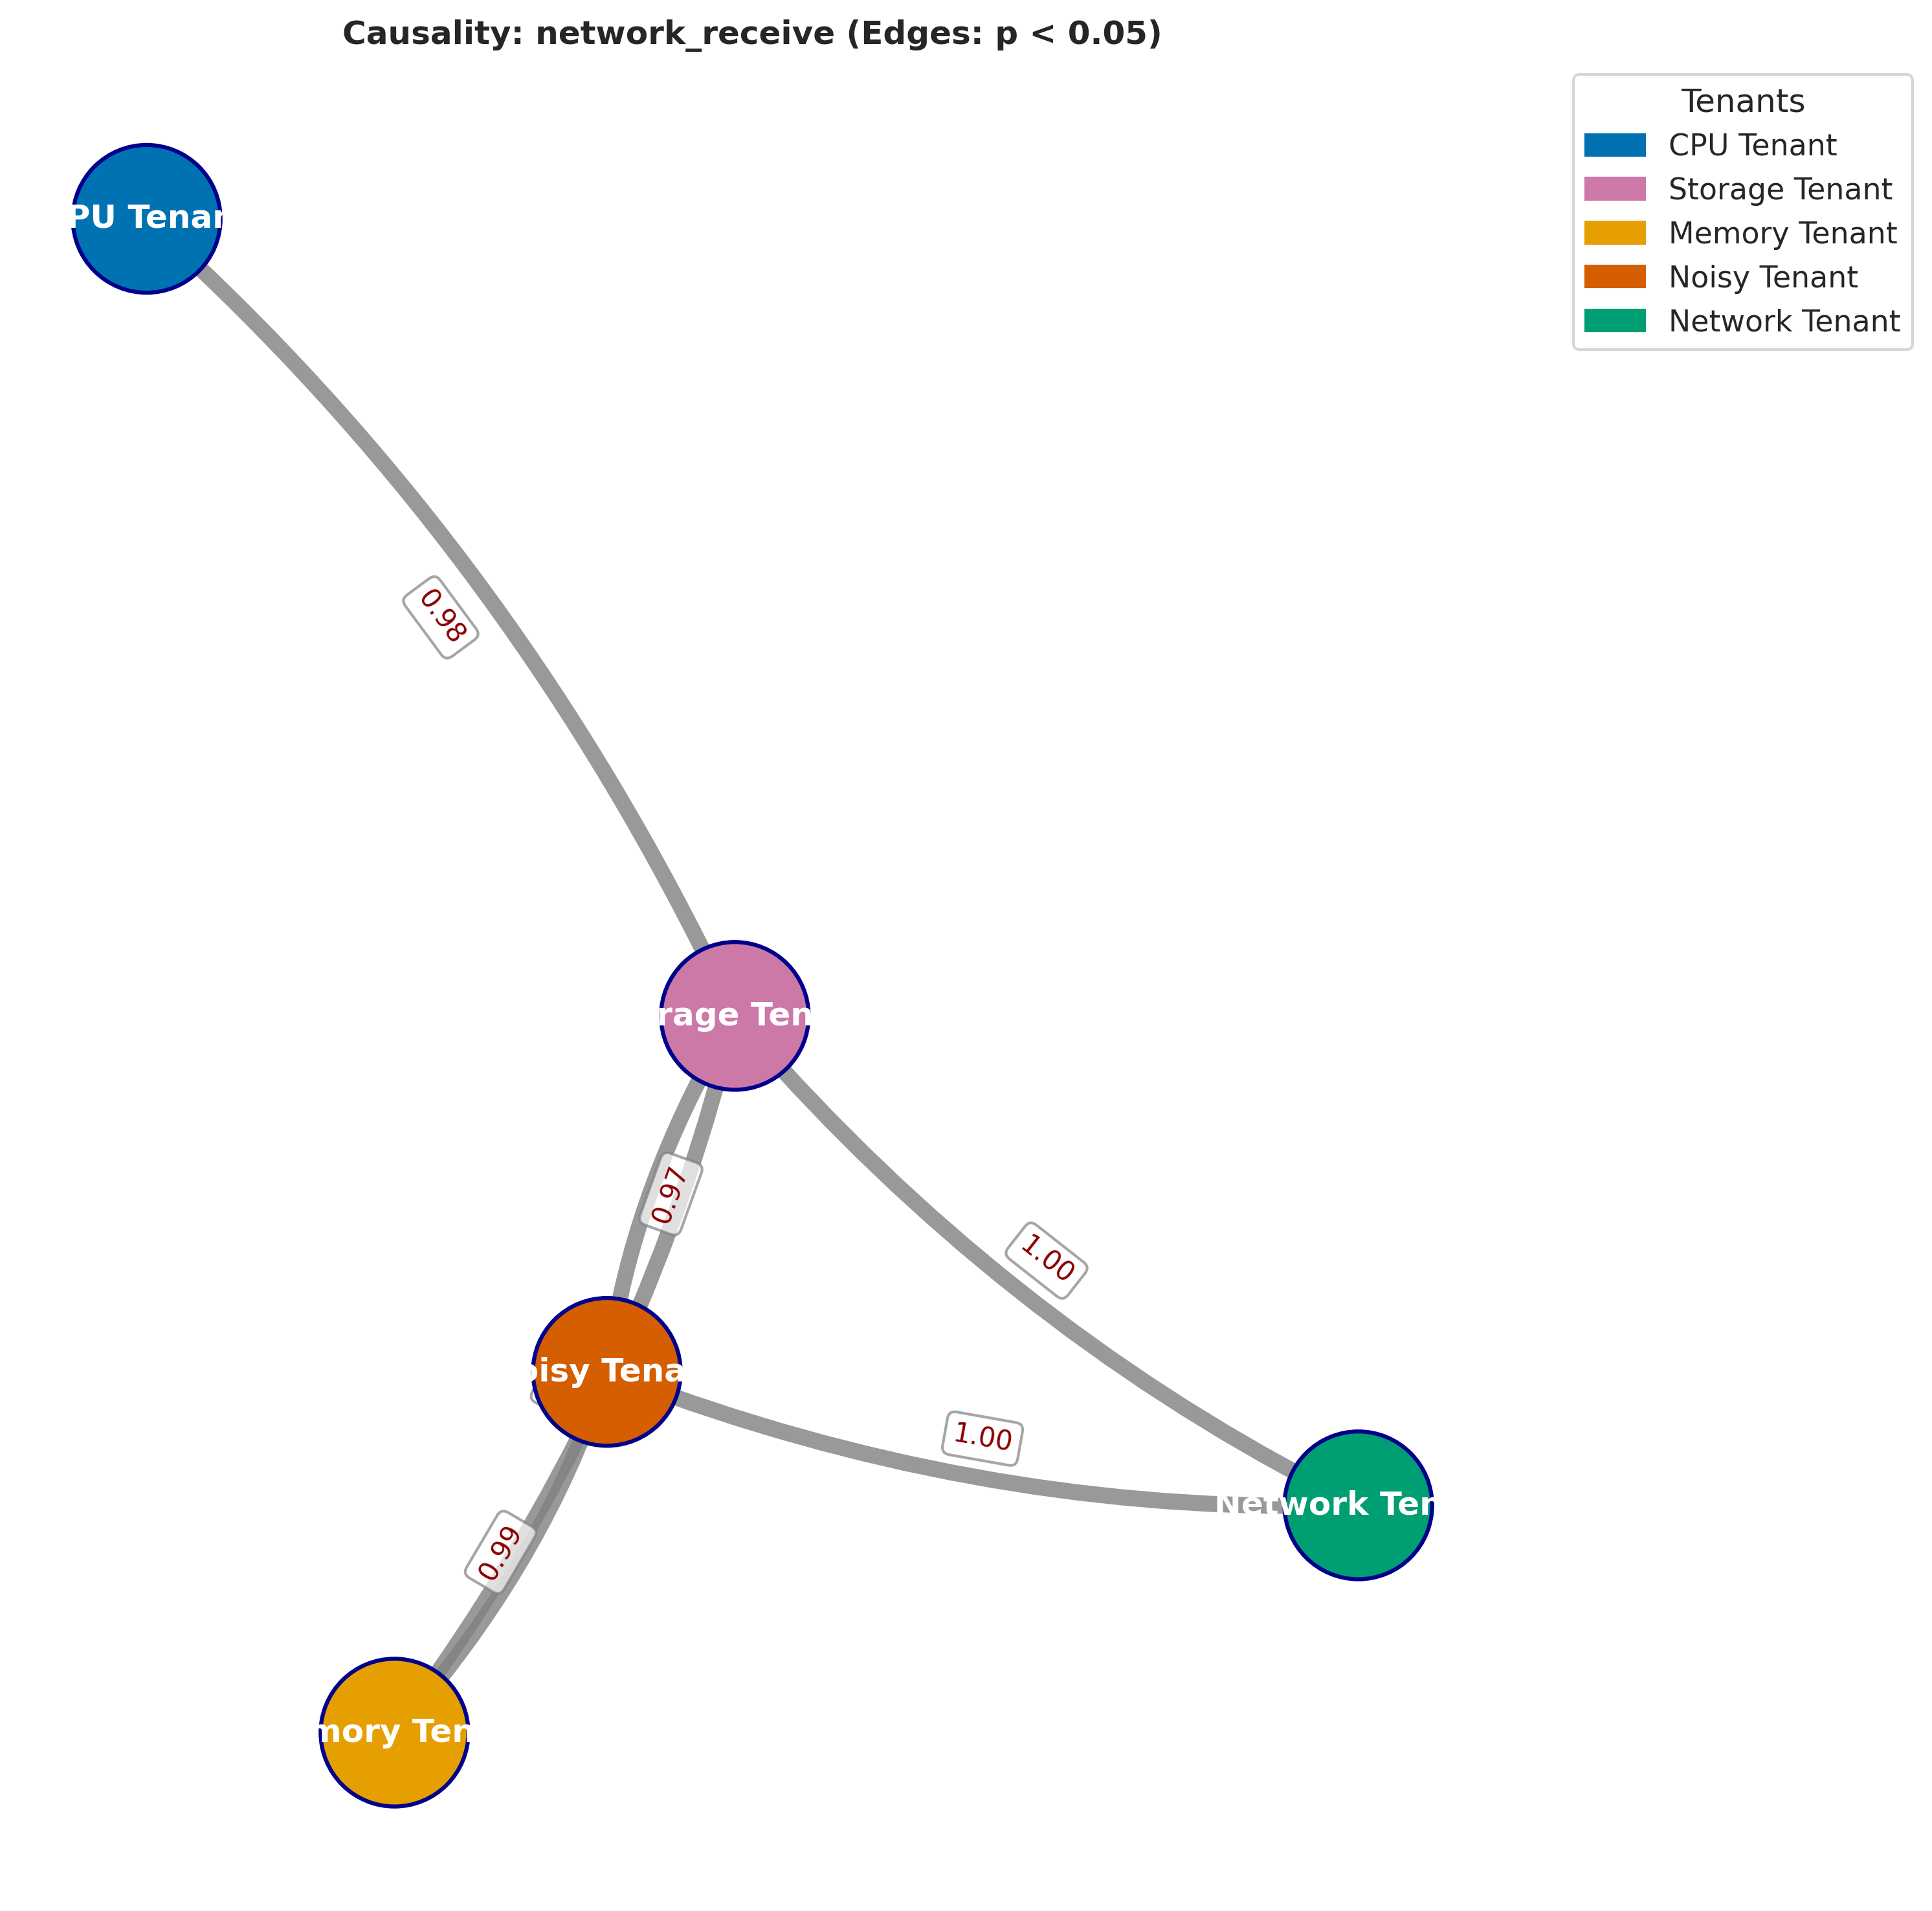 Causality: network_receive (Edges: p < 0.05)
Tenants
CPU Tenant
Storage Tenant
Memory Tenant
Noisy Tenant
Network Tenant
PU Tenar
0.98
rage Ten
0.97
1.00
oisy Tena
1.00
Network Ten
0.99
mory Ten